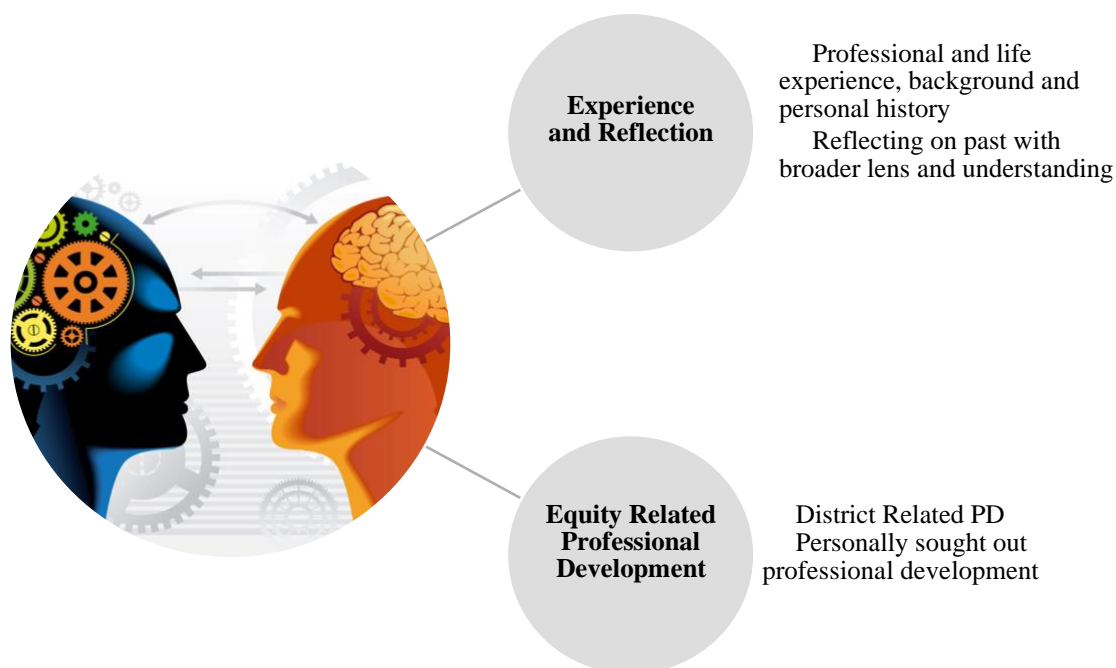 Experience
and Reflection
Professional and life
experience, background and
personal history
Reflecting on past with
broader lens and understanding
Equity Related
Professional
Development
District Related PD
Personally sought out
professional development